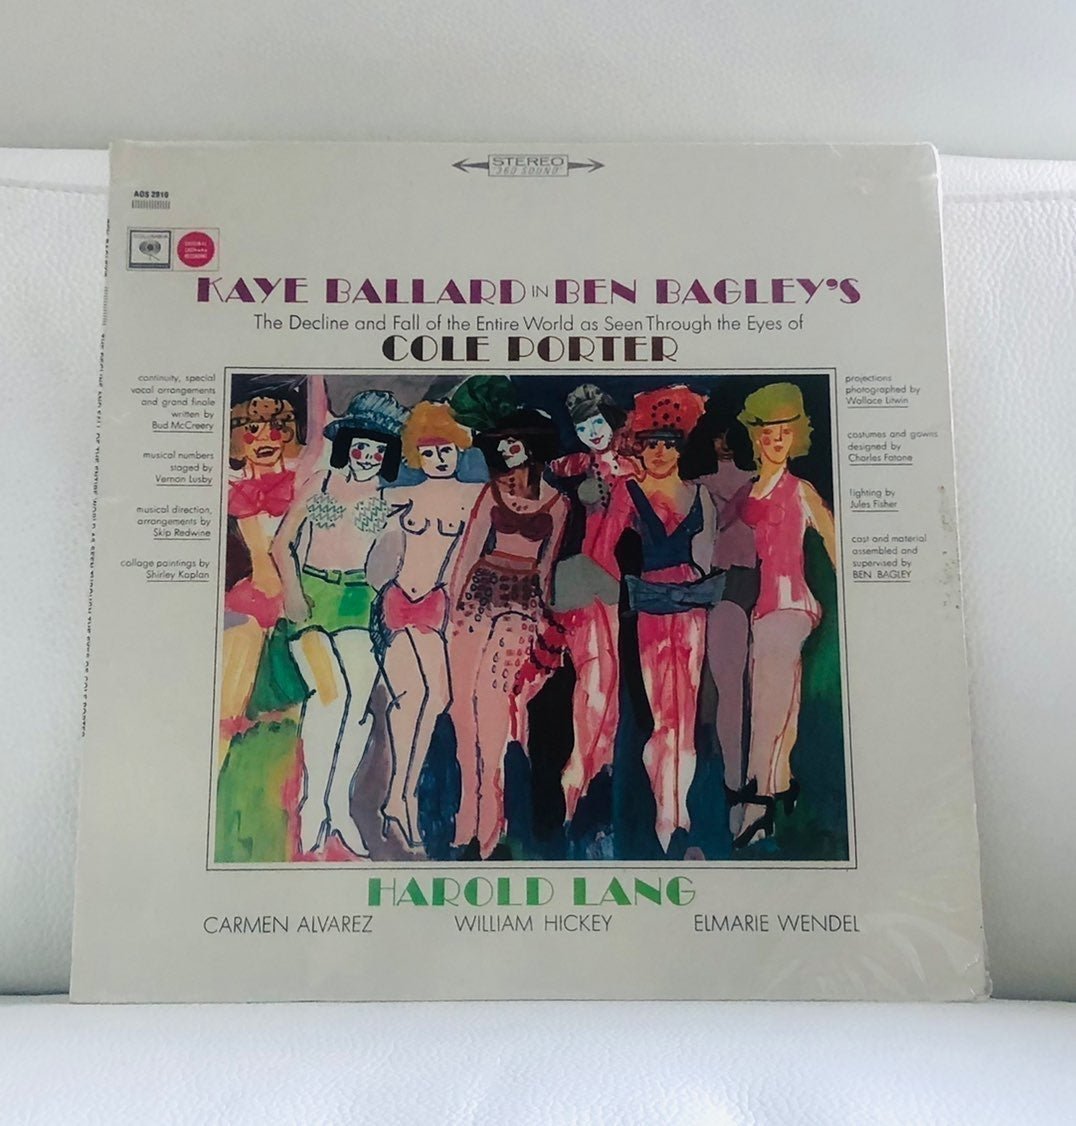 STEREO
"360 SOUND"
AOS 2810
COLUMBIA
KAYE BALLARD IN BEN BAGLEY'S
The Decline and Fall of the Entire World as Seen Through the Eyes of
COLE PORTER
continuity, special
vocal arrangements
and grand finale
written by
Bud McCreery
musical numbers
staged by
Vernon Lusby
musical direction,
arrangements by
Skip Redwine
collage paintings by
Shirley Kaplan
projections
photographed by
Wallace Litwin
costumes and gowns
designed by
Charles Fatone
lighting by
Jules Fisher
cast and material
assembled and
supervised by
BEN BAGLEY
HAROLD LANG
CARMEN ALVAREZ WILLIAM HICKEY ELMARIE WENDEL